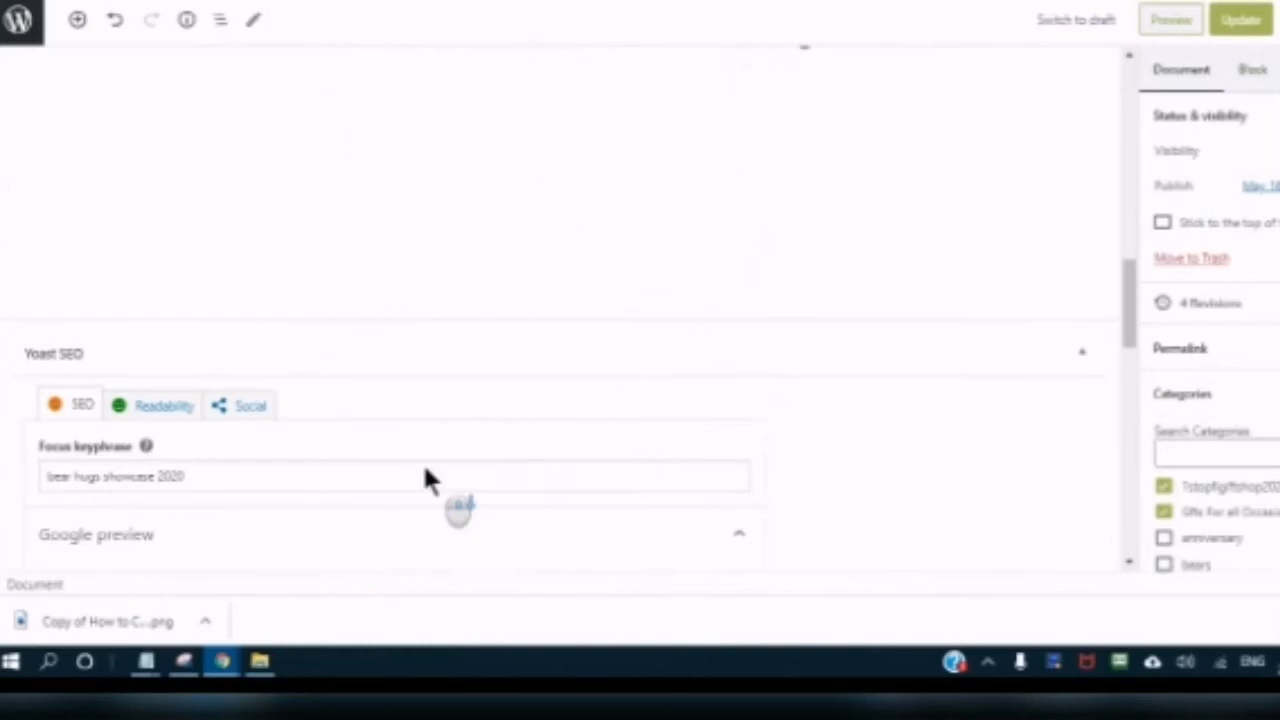 Switch to draft
Preview
Update
Document
Block
Status & visibility
Visibility
Publish
May 18
Stick to the top of
Move to Trash
4 Revisions
Permalink
Categories
Search Categories
Gifts For all Occasi
anniversary
bears
Yoast SEO
SEO
Readability
Social
Focus keyphrase
bear hugs showcase 2020
Google preview
Document
Copy of How to C....png
ENG